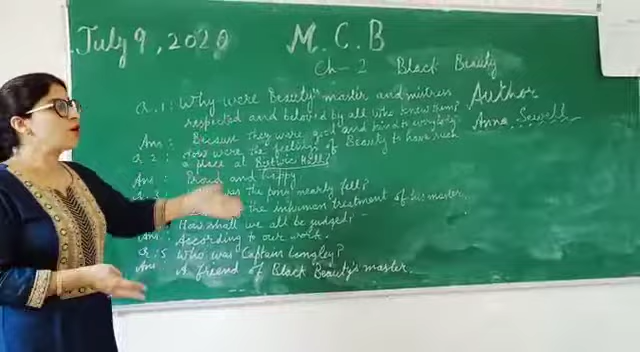 July 9, 2020
M.C.B
Ch-2 Black Beauty
Author
Anna Sewell
Q.1: Why were Beauty's master and mistress
respected and beloved by all who knew them?
Ans: Because they were good and kind to everybody.
Q.2: How were the feelings of Beauty to have such
a place at Birtwick Hall?
Ans: Proud and happy
the pony nearly fell?
the inhuman treatment of his master.
How shall we all be judged?
Ans: According to our work.
Q.5 Who was Captain Longley?
Ans: A friend of Black Beauty's master.